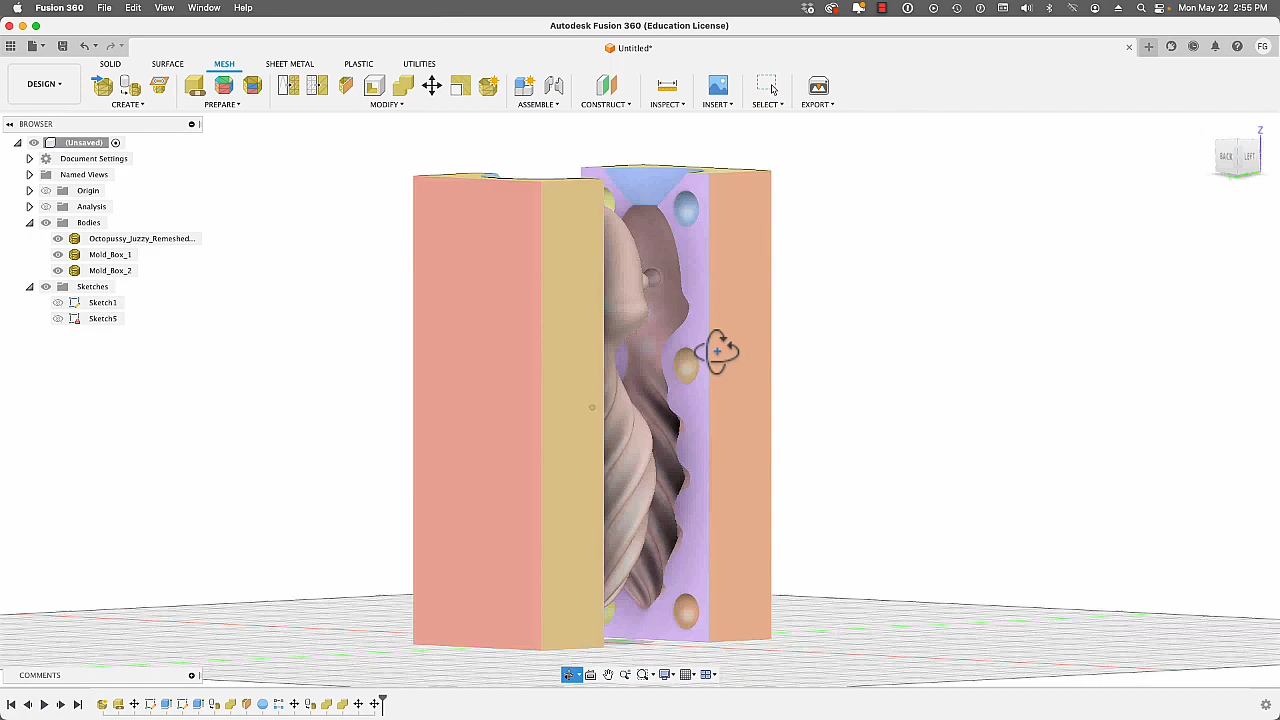 Fusion 360 File Edit View Window Help Mon May 22 2:55 PM
Autodesk Fusion 360 (Education License)
Untitled*
FG
SOLID SURFACE MESH SHEET METAL PLASTIC UTILITIES
DESIGN
CREATE PREPARE MODIFY ASSEMBLE CONSTRUCT INSPECT INSERT SELECT EXPORT
BROWSER
(Unsaved)
Document Settings
Named Views
Origin
Analysis
Bodies
Octopussy_Juzzy_Remeshed...
Mold_Box_1
Mold_Box_2
Sketches
Sketch1
Sketch5
Z
BACK LEFT
COMMENTS